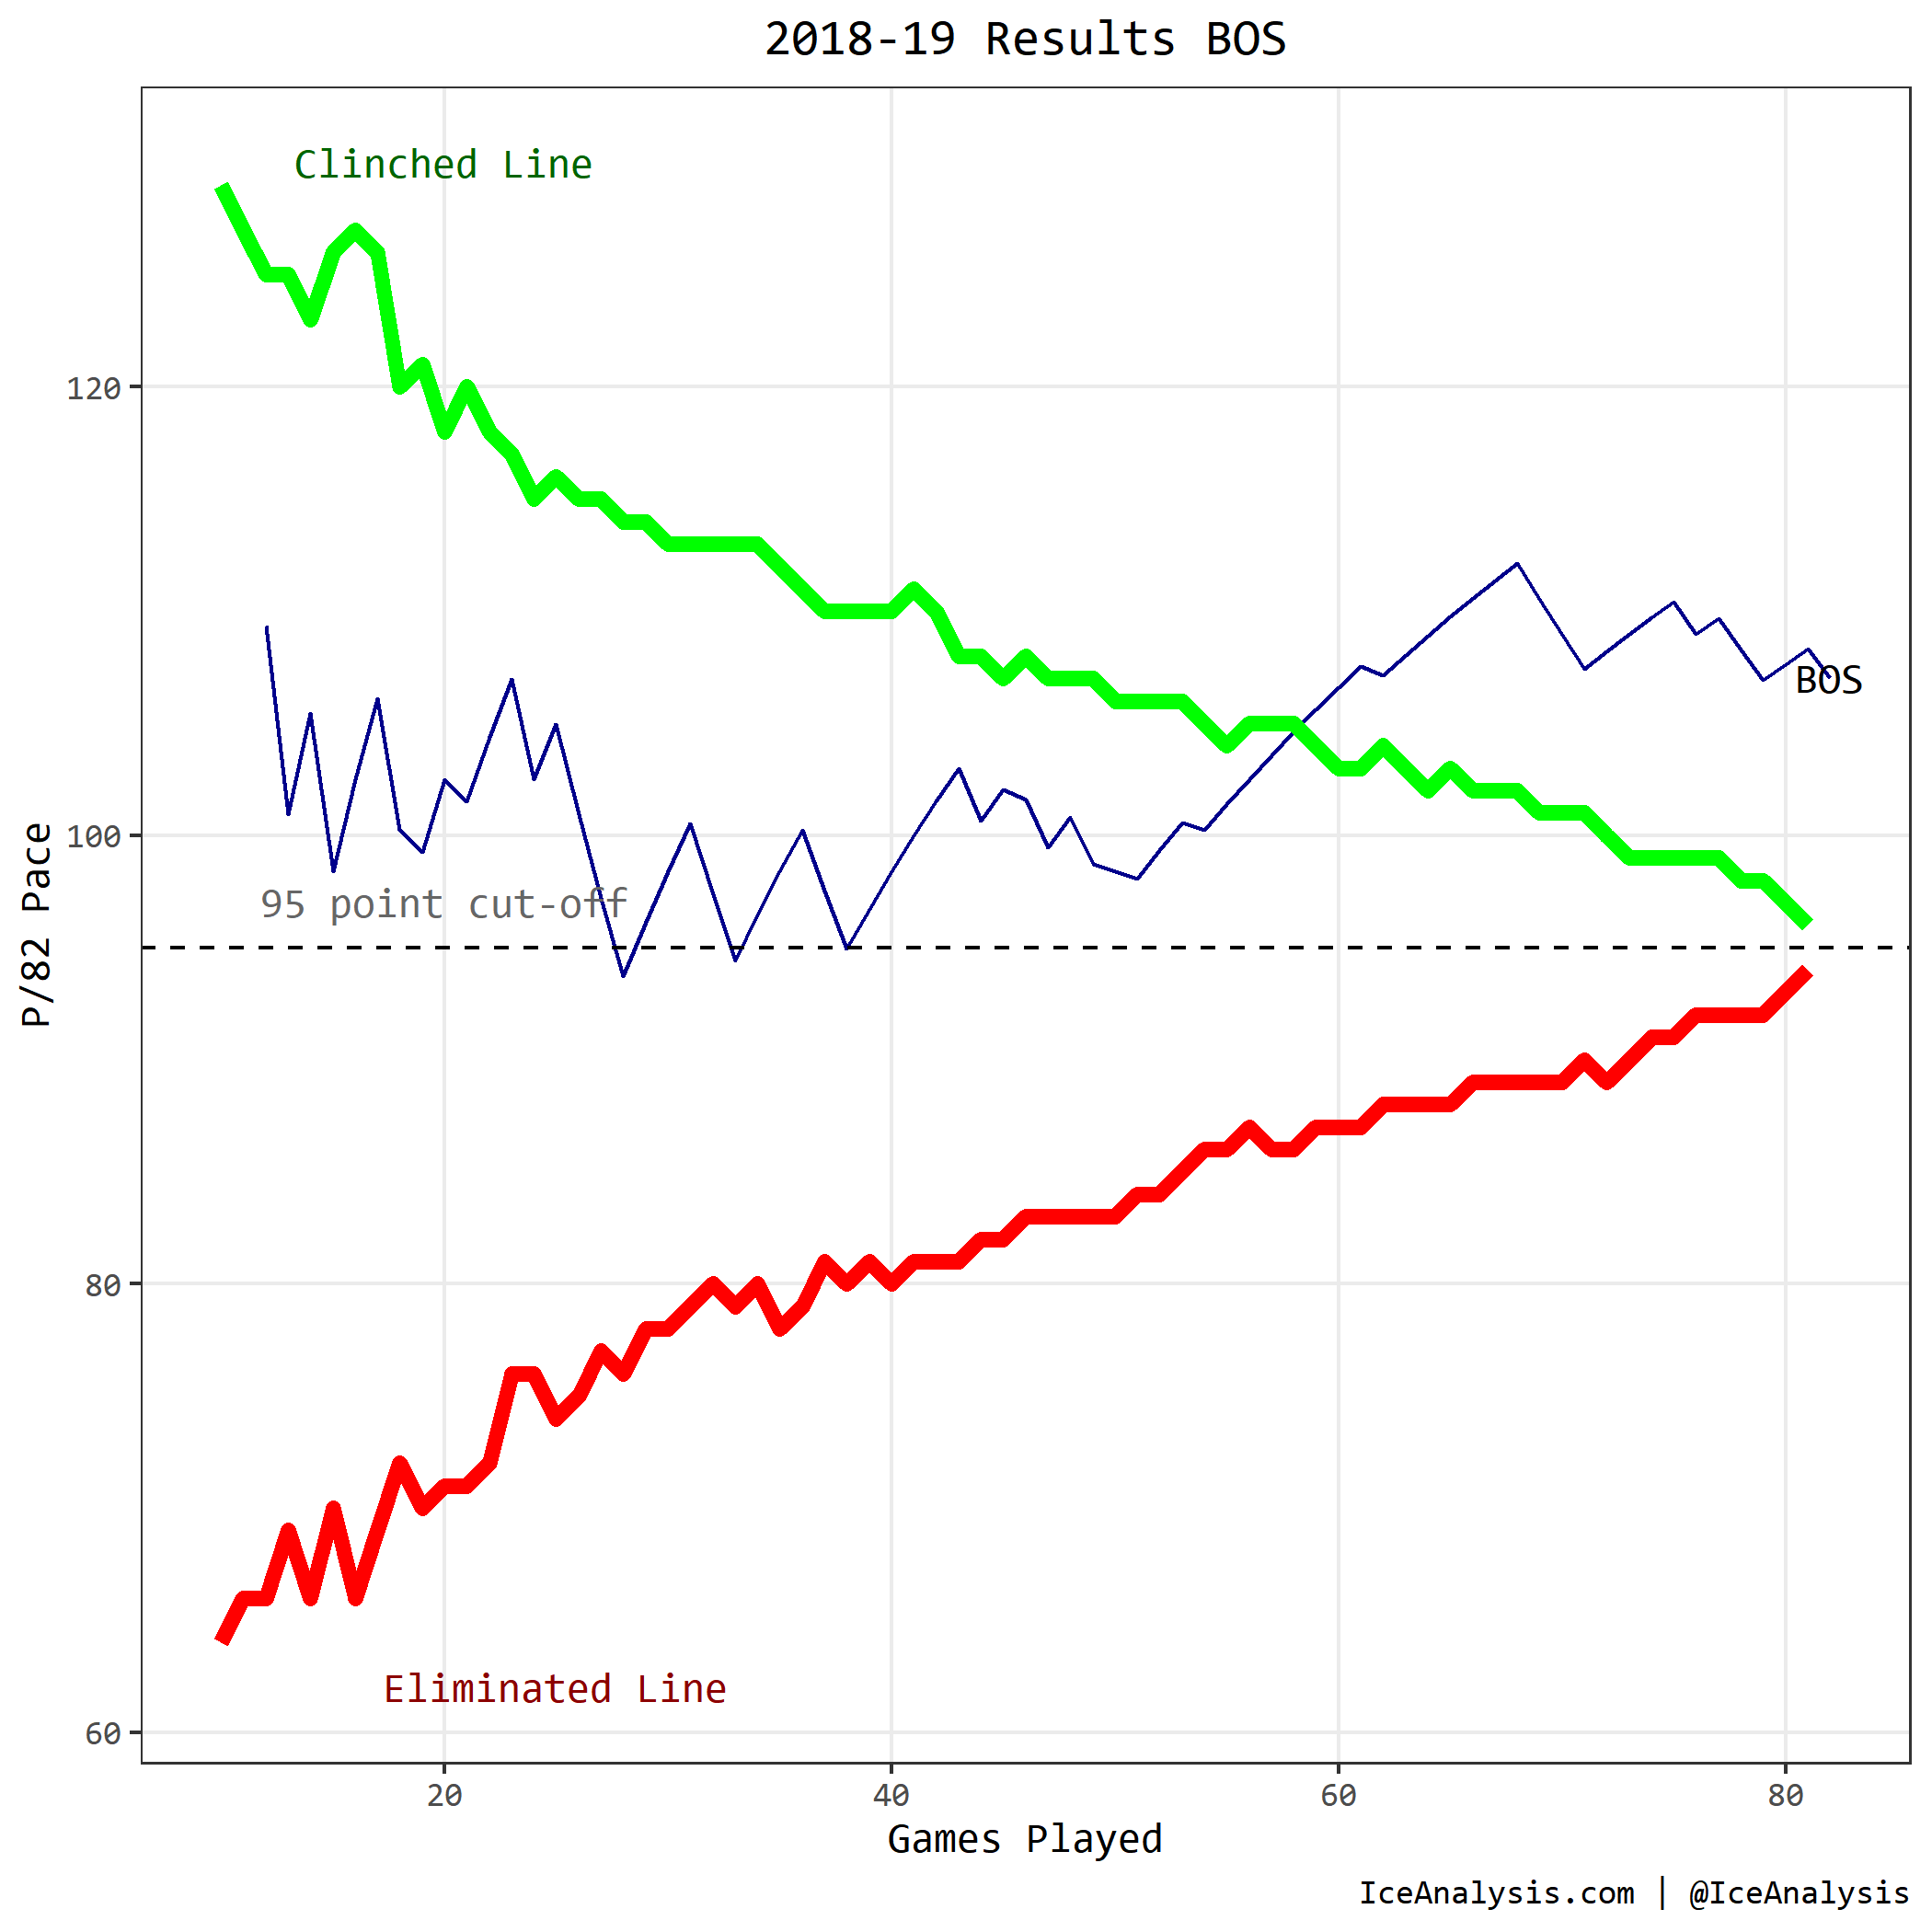 2018-19 Results BOS
Clinched Line
120
BOS
100
95 point cut-off
P/82 Pace
80
Eliminated Line
60
20 40 60 80
Games Played
IceAnalysis.com | @IceAnalysis